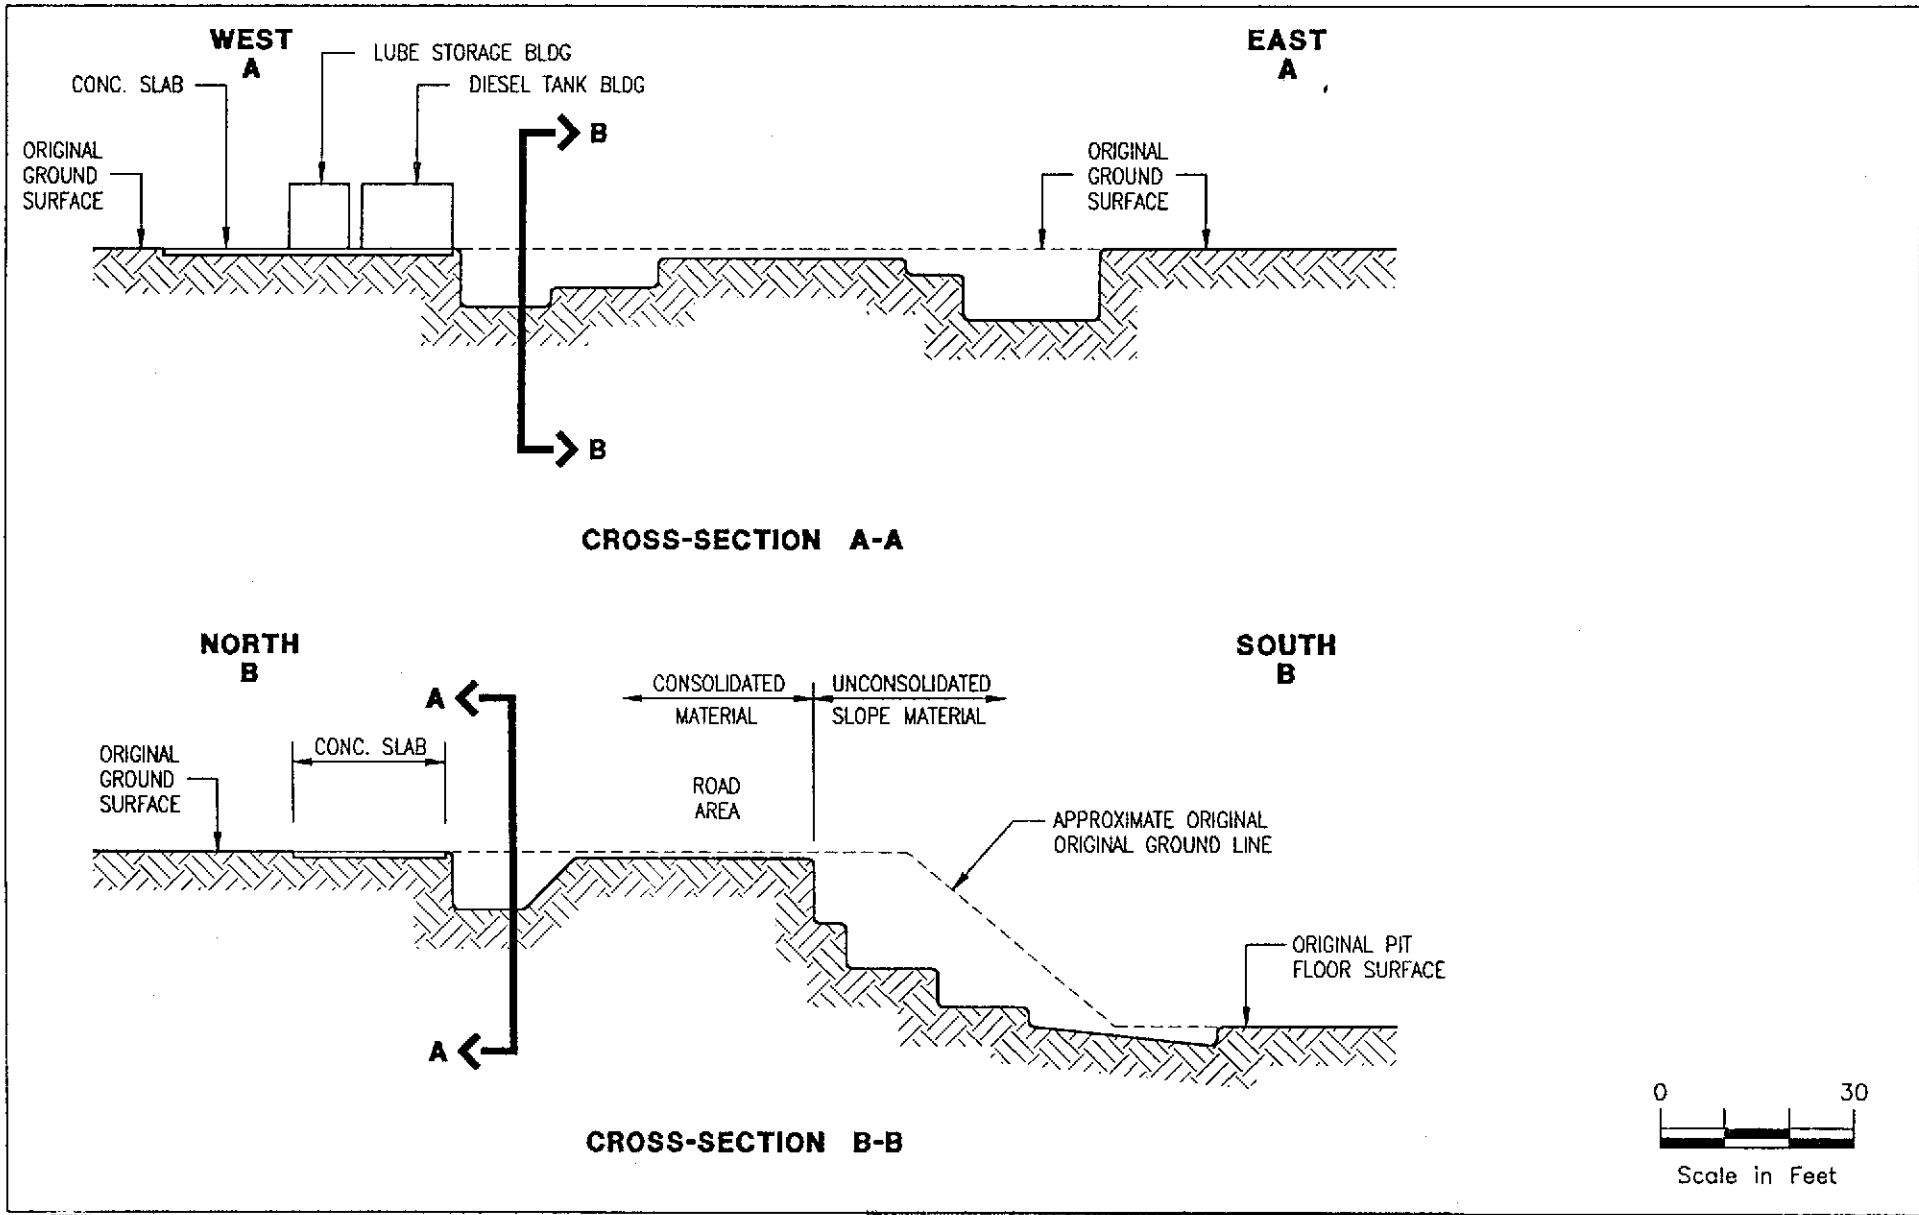 WEST
A
LUBE STORAGE BLDG
CONC. SLAB
DIESEL TANK BLDG
EAST
A
B
ORIGINAL
GROUND
SURFACE
ORIGINAL
GROUND
SURFACE
B
CROSS-SECTION A-A
NORTH
B
SOUTH
B
A
CONSOLIDATED
MATERIAL
UNCONSOLIDATED
SLOPE MATERIAL
CONC. SLAB
ORIGINAL
GROUND
SURFACE
ROAD
AREA
APPROXIMATE ORIGINAL
ORIGINAL GROUND LINE
ORIGINAL PIT
FLOOR SURFACE
A
CROSS-SECTION B-B
0 30
Scale in Feet